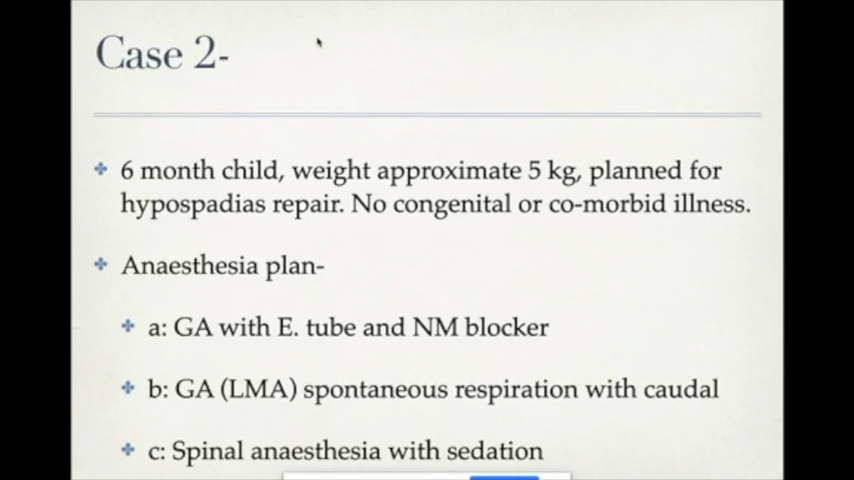 Case 2-
6 month child, weight approximate 5 kg, planned for
hypospadias repair. No congenital or co-morbid illness.
Anaesthesia plan-
a: GA with E. tube and NM blocker
b: GA (LMA) spontaneous respiration with caudal
c: Spinal anaesthesia with sedation